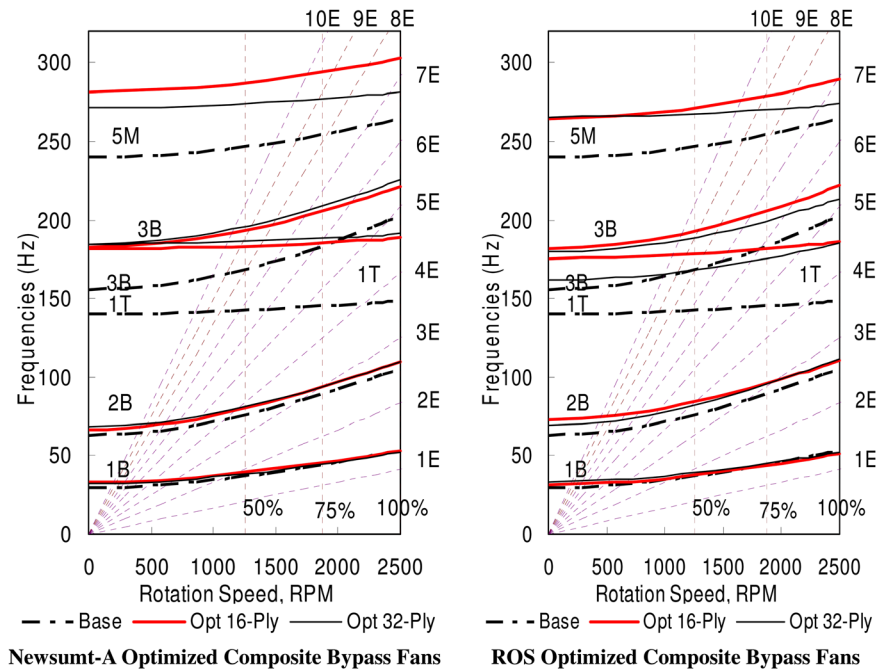 10E 9E 8E
300
7E
250
5M
6E
200
5E
3B
150
3B
1T
1T
4E
3E
100
2B
2E
50
1B
1E
0
50% 75% 100%
Frequencies (Hz)
0 500 1000 1500 2000 2500
Rotation Speed, RPM
Base Opt 16-Ply Opt 32-Ply
Newsumt-A Optimized Composite Bypass Fans
10E 9E 8E
300
7E
250
5M
6E
200
5E
3B
150
3B
1T
1T
4E
3E
100
2B
2E
50
1B
1E
0
50% 75% 100%
Frequencies (Hz)
0 500 1000 1500 2000 2500
Rotation Speed, RPM
Base Opt 16-Ply Opt 32-Ply
ROS Optimized Composite Bypass Fans